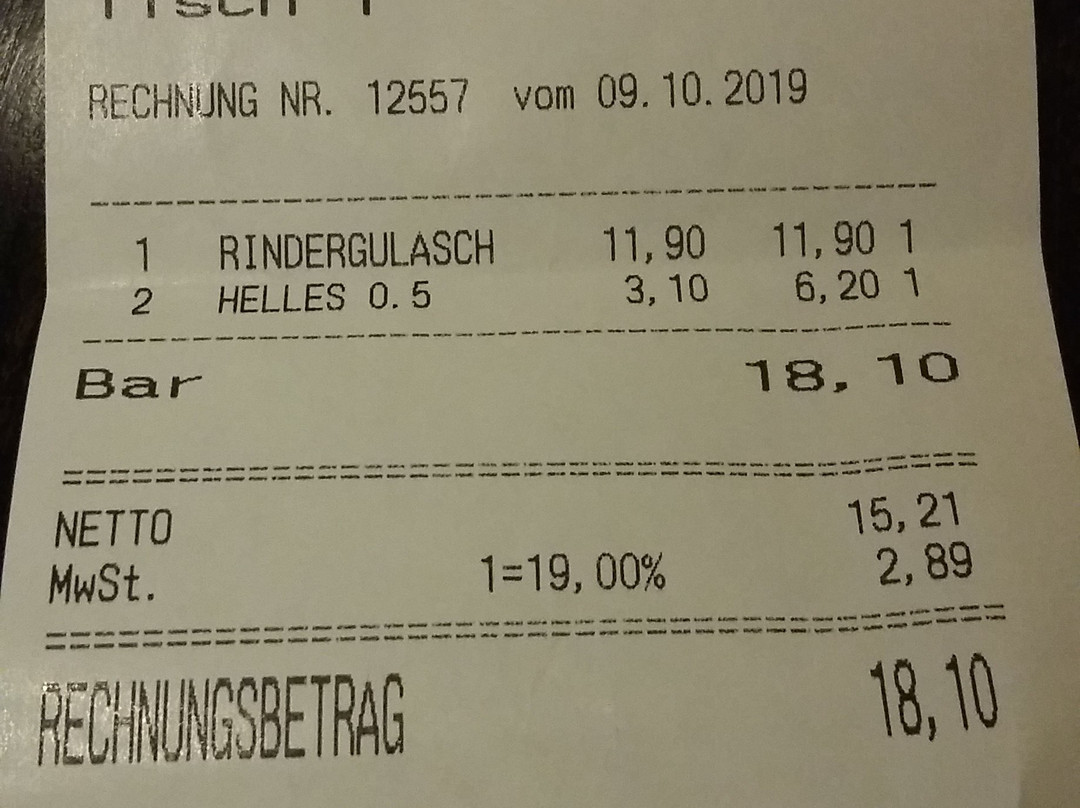 Tisch 1
RECHNUNG NR. 12557 vom 09.10.2019
1 RINDERGULASCH 11,90 11,90 1
2 HELLES 0.5 3,10 6,20 1
Bar 18,10
NETTO 15,21
MwSt. 1=19,00% 2,89
RECHNUNGSBETRAG 18,10